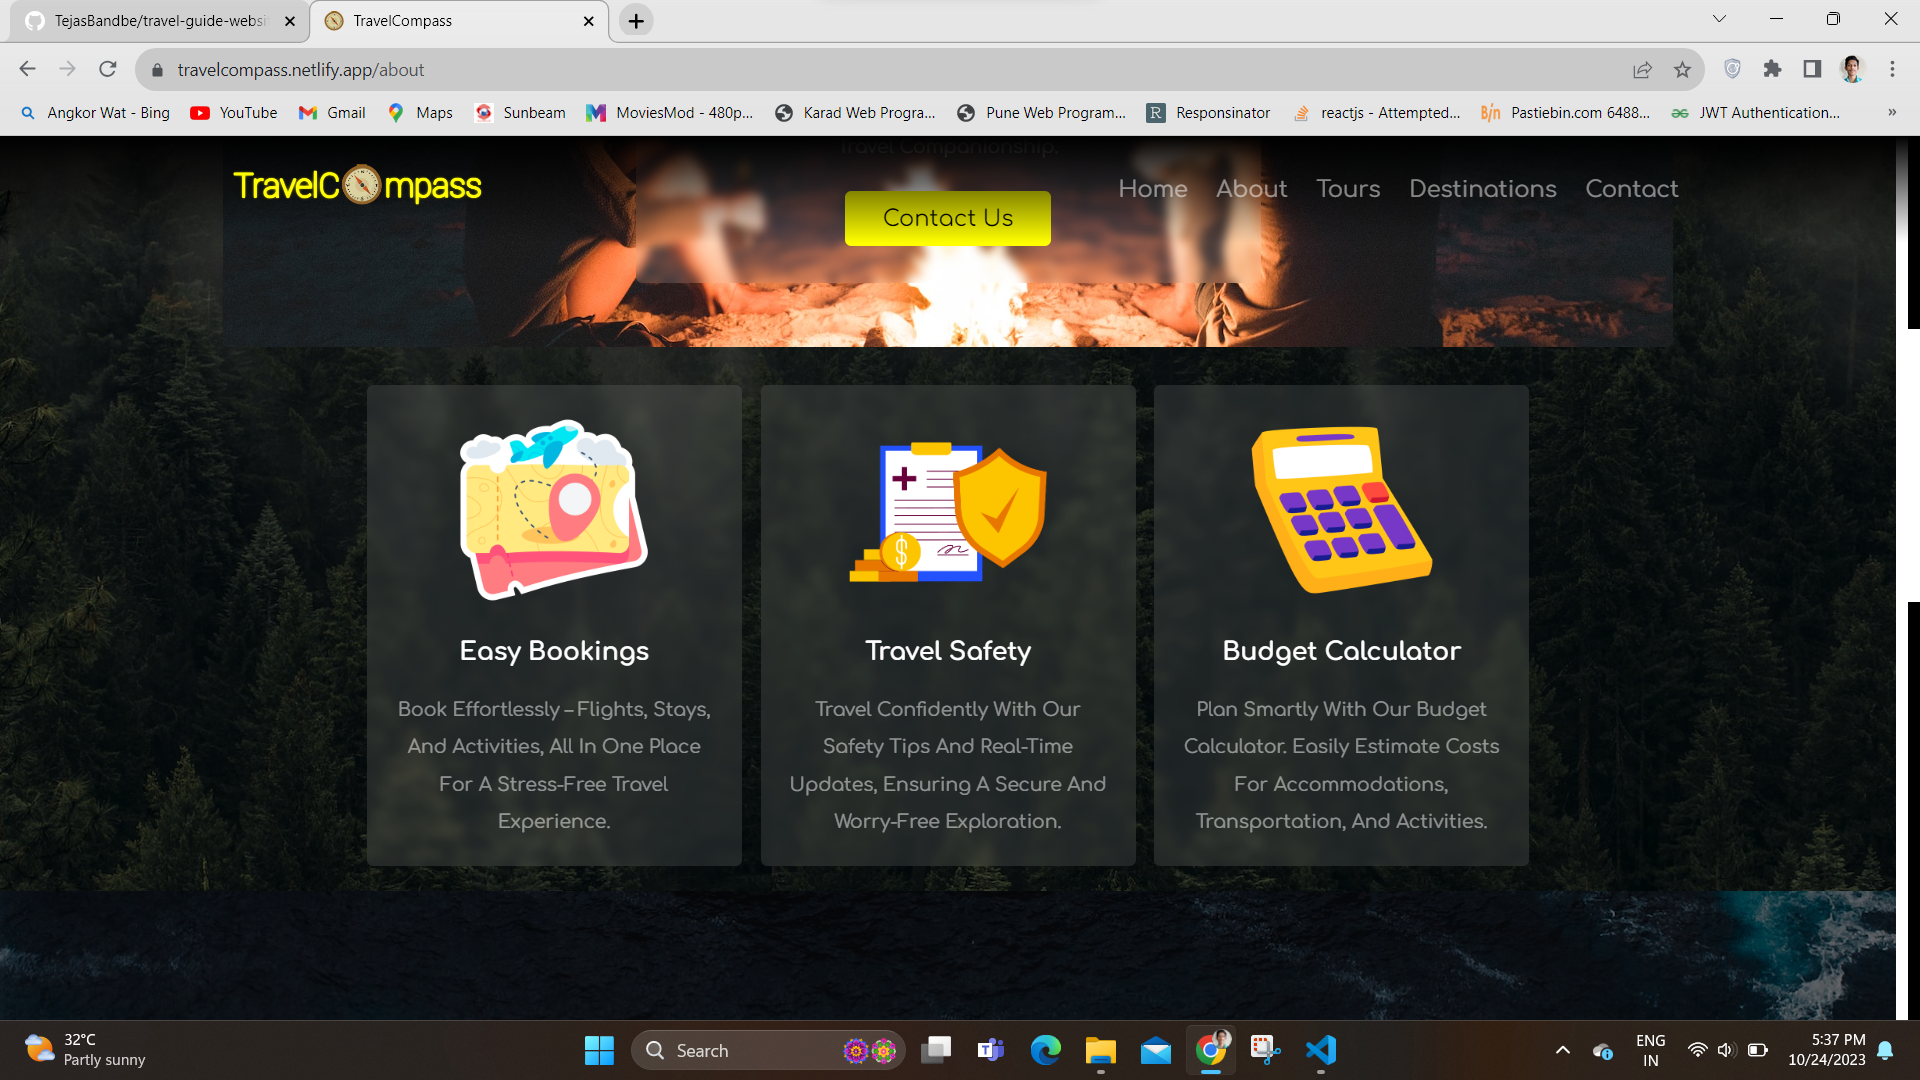 TejasBandbe/travel-guide-websi
TravelCompass
travelcompass.netlify.app/about
Angkor Wat - Bing
YouTube
Gmail
Maps
Sunbeam
MoviesMod - 480p...
Karad Web Progra...
Pune Web Program...
R
Responsinator
reactjs - Attempted...
Pastiebin.com 6488...
JWT Authentication...
»
Travel Companionship.
TravelCompass
Home
About
Tours
Destinations
Contact
Contact Us
Easy Bookings
Book Effortlessly – Flights, Stays,
And Activities, All In One Place
For A Stress-Free Travel
Experience.
$
Travel Safety
Travel Confidently With Our
Safety Tips And Real-Time
Updates, Ensuring A Secure And
Worry-Free Exploration.
Budget Calculator
Plan Smartly With Our Budget
Calculator. Easily Estimate Costs
For Accommodations,
Transportation, And Activities.
32°C
Partly sunny
Search
ENG
IN
5:37 PM
10/24/2023